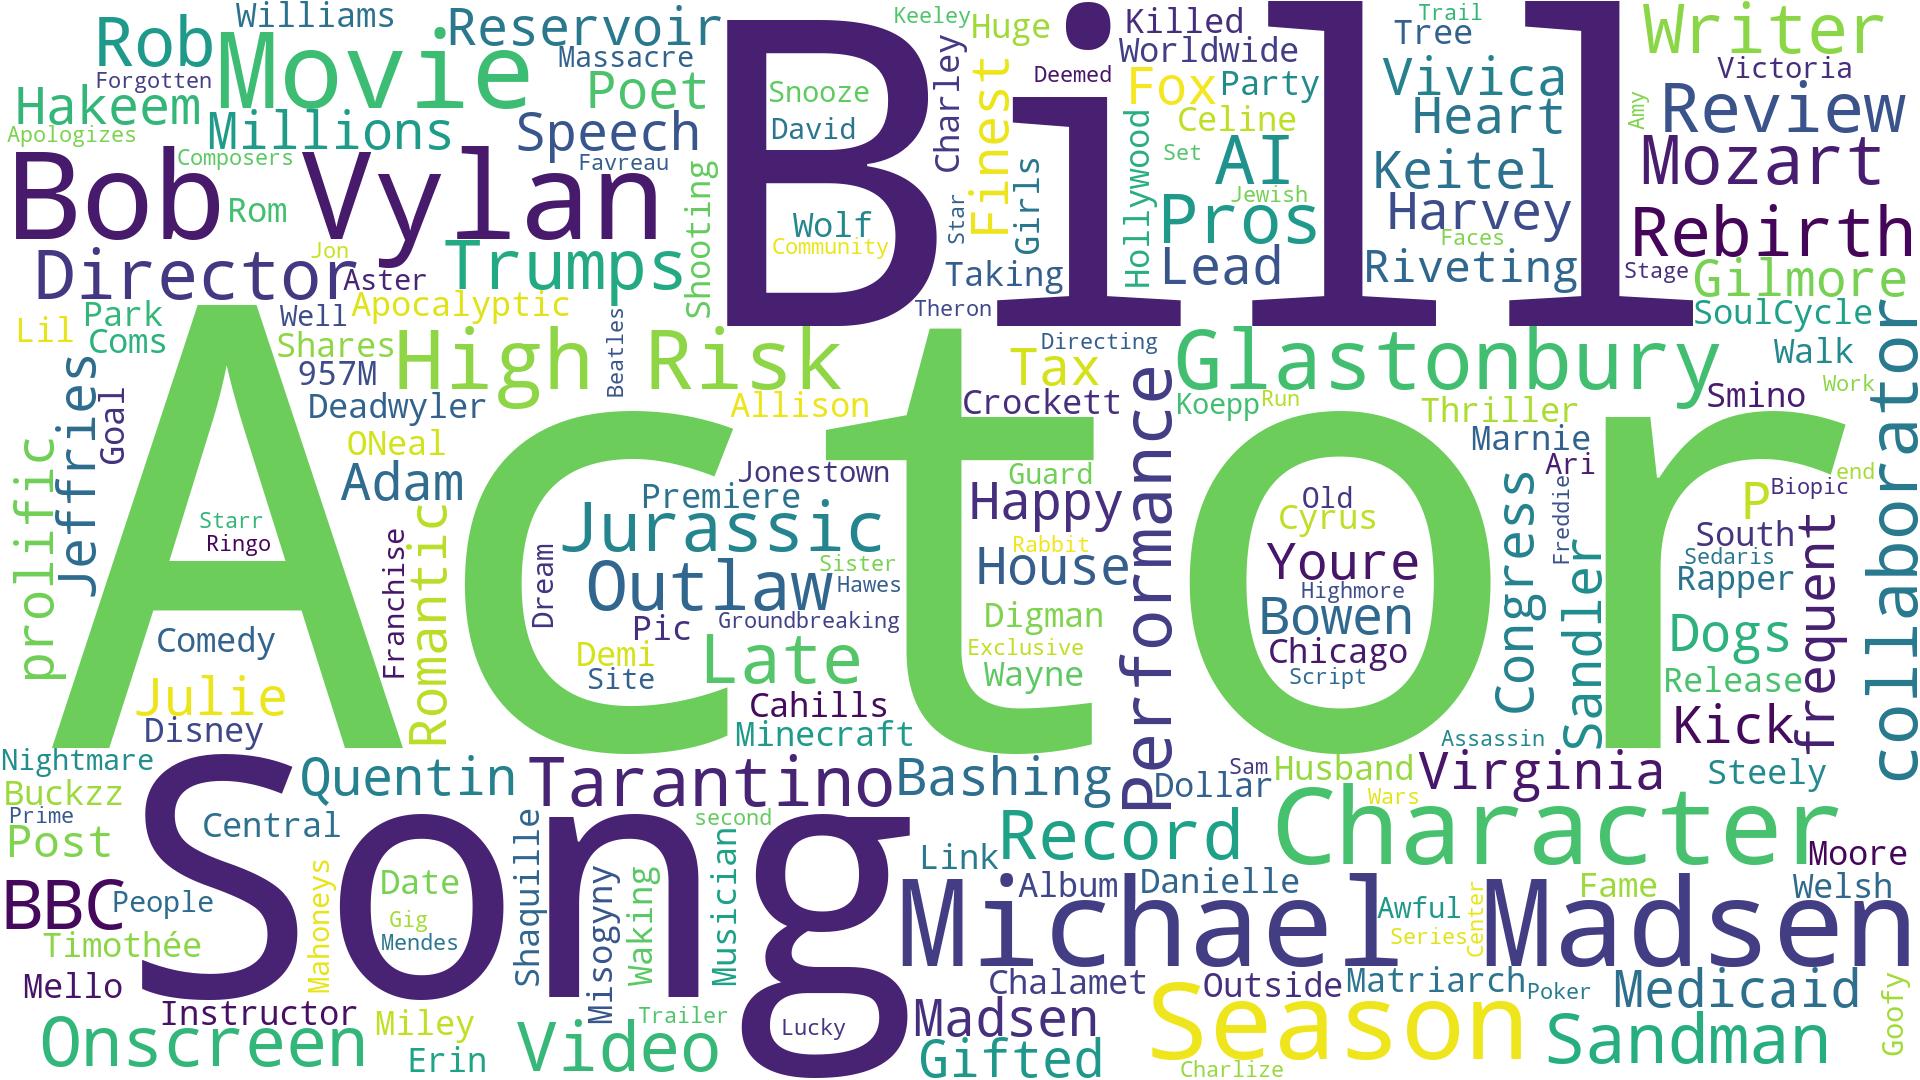 Williams
Reservoir
Keeley
Huge
Killed
Trail
Writer
Rob
Movie
Massacre
Bill
Worldwide
Tree
Victoria
Forgotten
Poet
Snooze
Charley
Deemed
Fox
Party
Vivica
Hakeem
Millions
Speech
David
Finest
Hollywood
Celine
Heart
Review
Amy
Apologizes
Composers
Favreau
Shooting
Set
AI
Keitel
Mozart
Bob Vylan
Rom
Wolf
Star
Girls
Jewish
Pros
Harvey
Rebirth
Jon
Community
Faces
Director
Aster
Trumps
Taking
Lead
Riveting
Stage
Gilmore
Park
Well
Apocalyptic
Theron
SoulCycle
Lil
Coms
Shares
Beatles
Directing
Glastonbury
Walk
957M
High Risk
Tax
Work
Jeffries
Goal
Deadwyler
Allison
Crockett
Koepp
Run
Thriller
Smino
collaborator
prolific
ONeal
Performance
Marnie
Actor
Adam
Jonestown
Guard
Ari
end
Premiere
Happy
Old
Congress
Freddie
P
Biopic
Starr
Jurassic
Cyrus
South
Ringo
Franchise
Romantic
Dream
Sister
Rabbit
House
Youre
Sandler
Sedaris
frequent
Outlaw
Hawes
Highmore
Rapper
Comedy
Pic
Groundbreaking
Digman
Bowen
Dogs
Demi
Late
Exclusive
Chicago
Julie
Site
Wayne
Script
Release
Disney
Cahills
Minecraft
Assassin
Kick
Nightmare
Quentin
Tarantino
Bashing
Sam
Husband
Virginia
Steely
Buckzz
Dollar
Wars
Prime
Central
Song
Shaquille
second
Record
Character
Post
Musician
Link
Moore
BBC
People
Mahoneys
Date
Misogyny
Waking
Album
Danielle
Fame
Welsh
Gig
Michael Madsen
Awful
Timothée
Mendes
Series
center
Mello
Chalamet
Outside
Matriarch
Poker
Medicaid
Goofy
Instructor
Miley
Trailer
Lucky
Madsen
Season
Sandman
Onscreen
Erin
Video
Gifted
Charlize